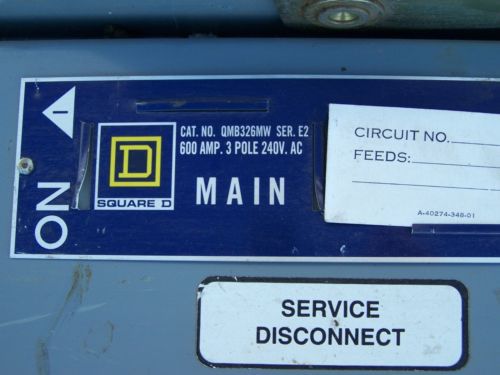 I
ON
D
SQUARE D
CAT. NO. QMB326MW SER. E2
600 AMP. 3 POLE 240V. AC
MAIN
CIRCUIT NO.
FEEDS:
A-40274-348-01
SERVICE
DISCONNECT